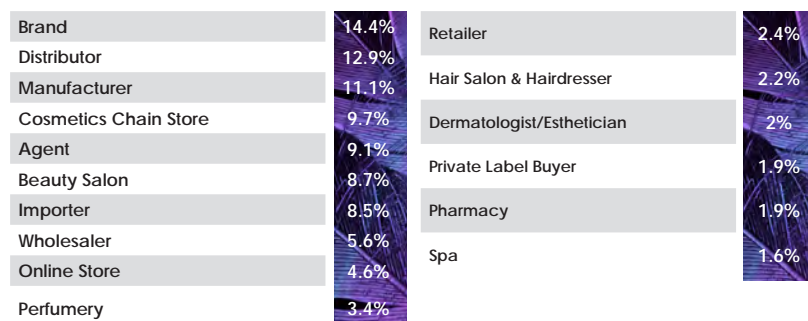 Brand 14.4%
Distributor 12.9%
Manufacturer 11.1%
Cosmetics Chain Store 9.7%
Agent 9.1%
Beauty Salon 8.7%
Importer 8.5%
Wholesaler 5.6%
Online Store 4.6%
Perfumery 3.4%
Retailer 2.4%
Hair Salon & Hairdresser 2.2%
Dermatologist/Esthetician 2%
Private Label Buyer 1.9%
Pharmacy 1.9%
Spa 1.6%